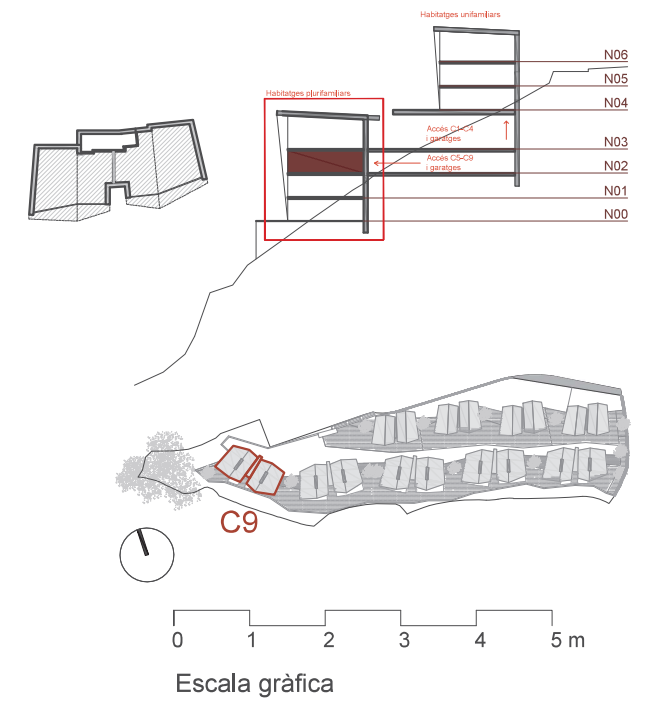 Habitatges unifamiliars
N06
N05
Habitatges plurifamiliars
N04
Accés C1-C4
i garatges
N03
Accés C5-C9
i garatges
N02
N01
N00
C9
0 1 2 3 4 5 m
Escala gràfica